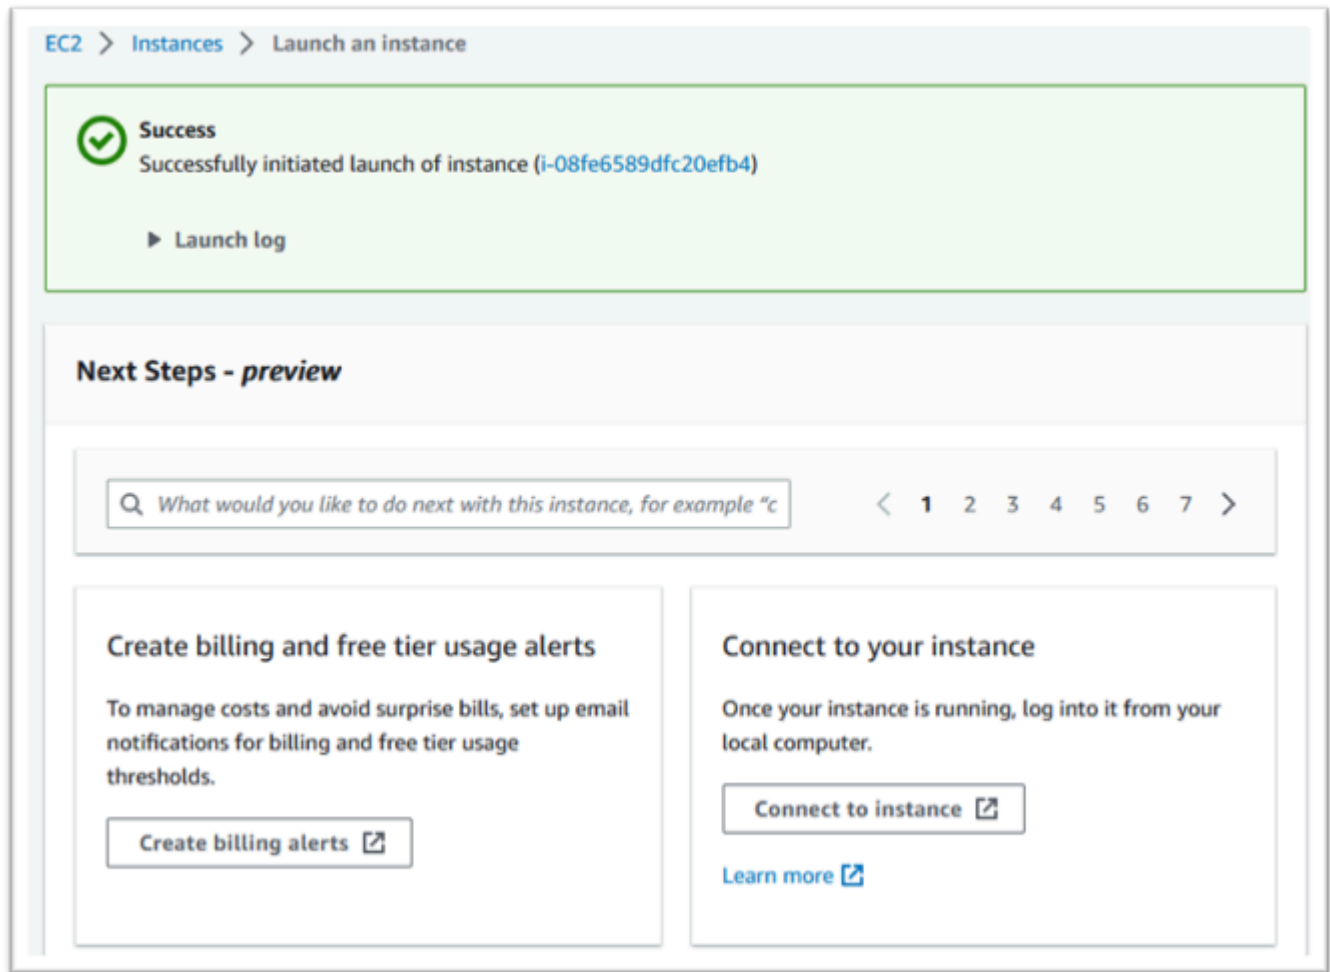 EC2 > Instances > Launch an instance
Success
Successfully initiated launch of instance (i-08fe6589dfc20efb4)
Launch log
Next Steps - preview
What would you like to do next with this instance, for example "c
< 1 2 3 4 5 6 7 >
Create billing and free tier usage alerts
To manage costs and avoid surprise bills, set up email
notifications for billing and free tier usage
thresholds.
Create billing alerts
Connect to your instance
Once your instance is running, log into it from your
local computer.
Connect to instance
Learn more